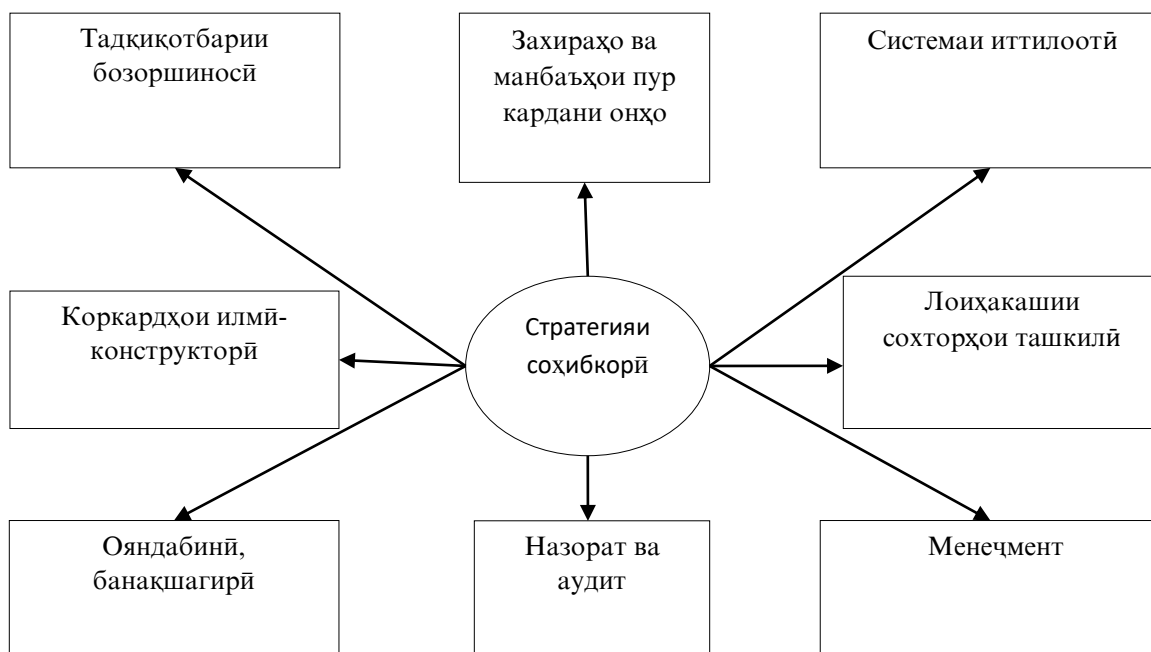 Тадқиқотбарии
бозоршиносӣ
Захираҳо ва
манбаъҳои пур
кардани онҳо
Системаи иттилоотӣ
Коркардҳои илмӣ-
конструкторӣ
Стратегияи
соҳибкорӣ
Лоиҳакашии
сохторҳои ташкилӣ
Ояндабинӣ,
банақшагирӣ
Назорат ва
аудит
Менеҷмент